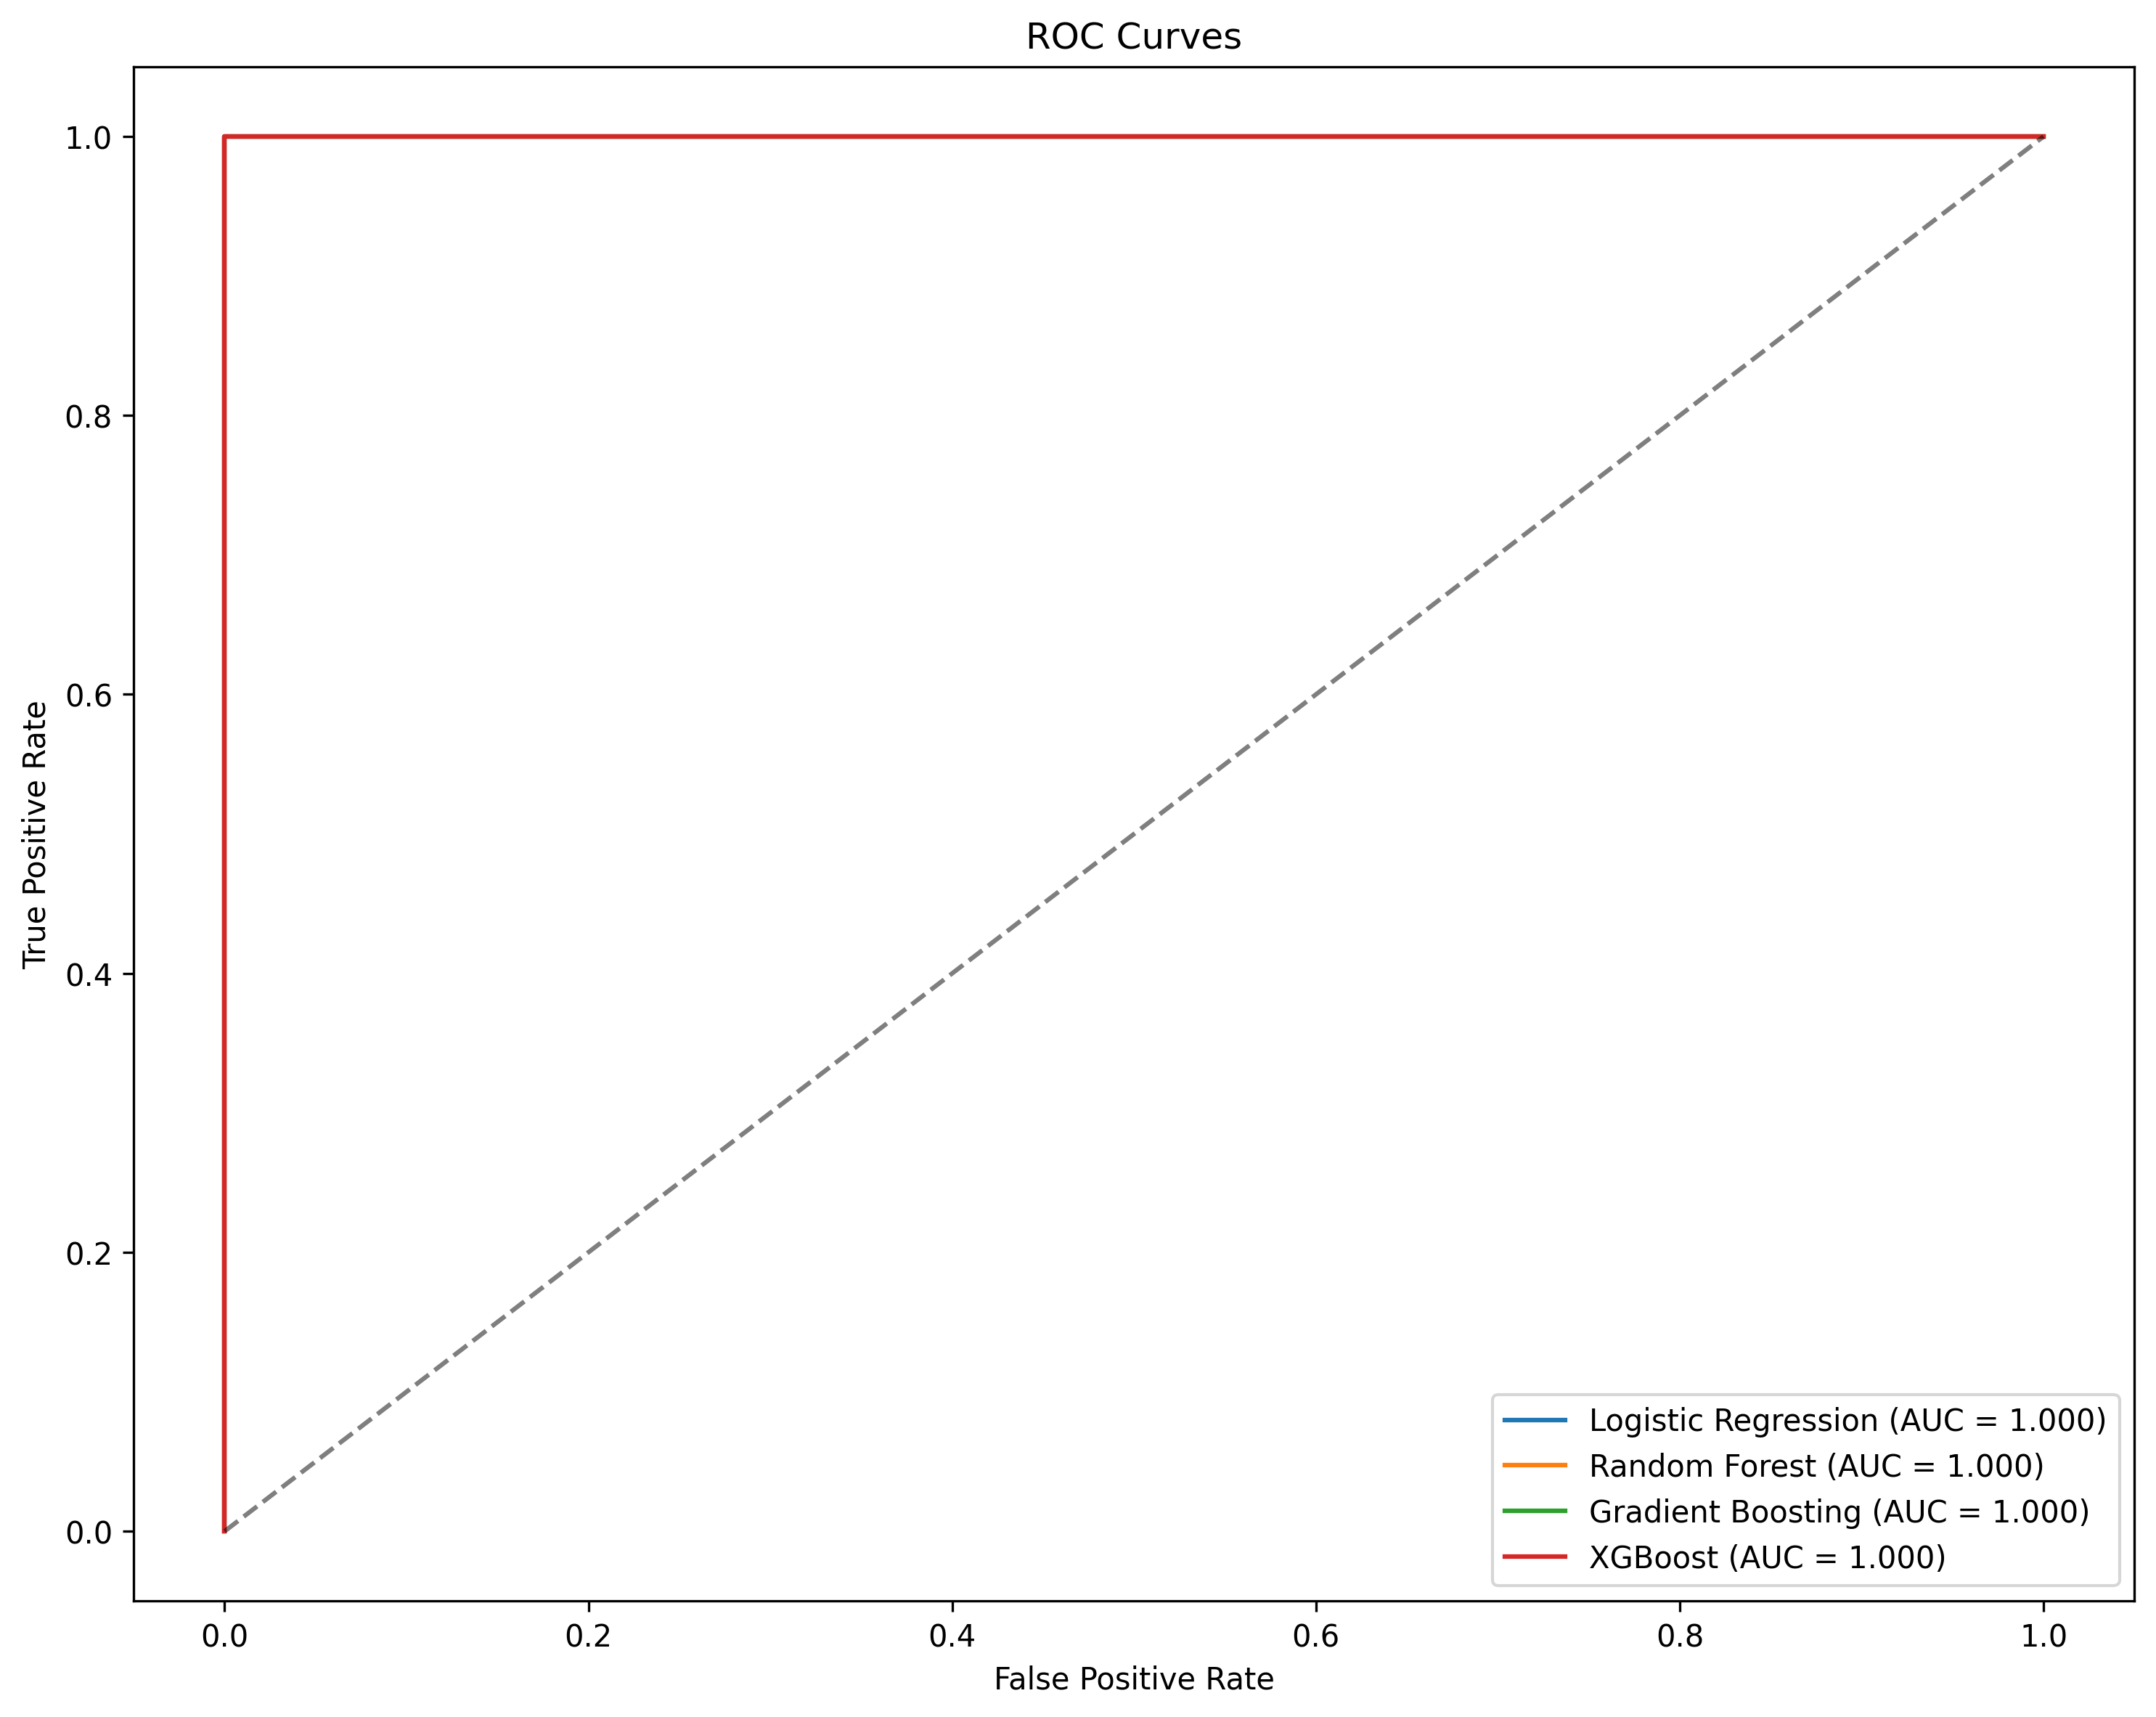 ROC Curves
1.0
0.8
0.6
0.4
0.2
0.0
True Positive Rate
0.0
0.2
0.4
0.6
0.8
1.0
False Positive Rate
Logistic Regression (AUC = 1.000)
Random Forest (AUC = 1.000)
Gradient Boosting (AUC = 1.000)
XGBoost (AUC = 1.000)